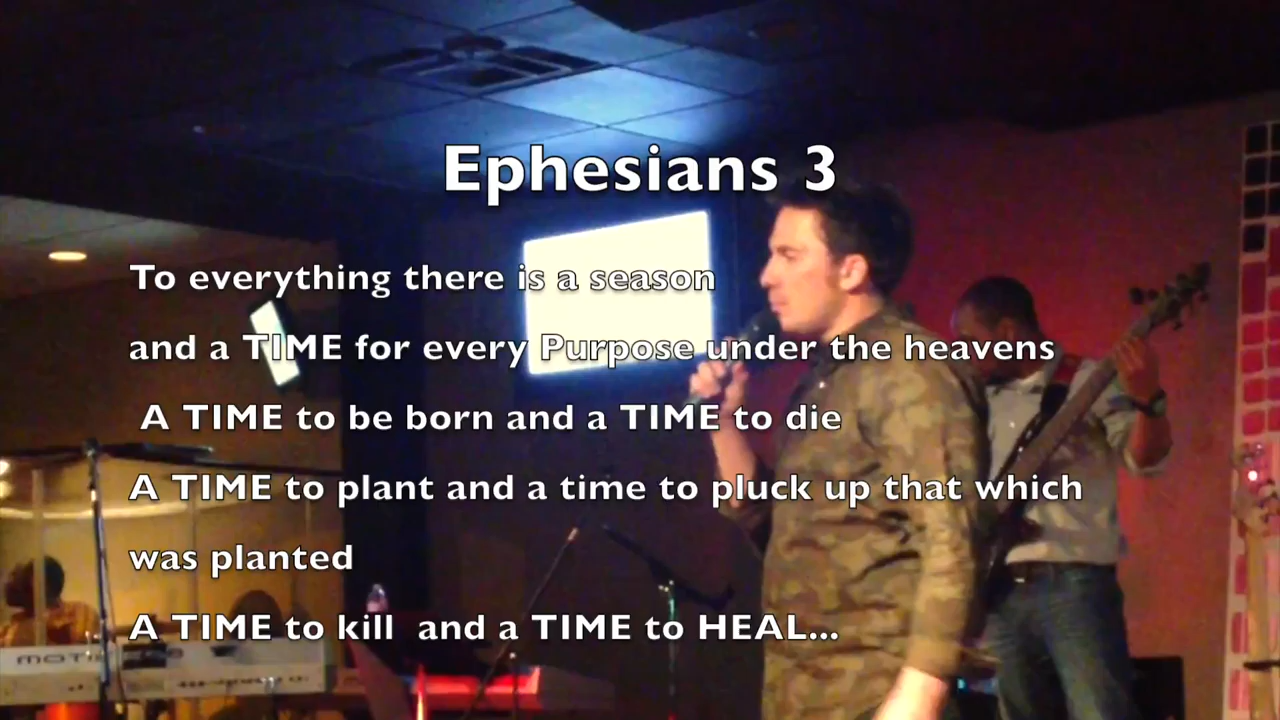 Ephesians 3
To everything there is a season
and a TIME for every Purpose under the heavens
A TIME to be born and a TIME to die
A TIME to plant and a time to pluck up that which
was planted
A TIME to kill and a TIME to HEAL...
MOTIF